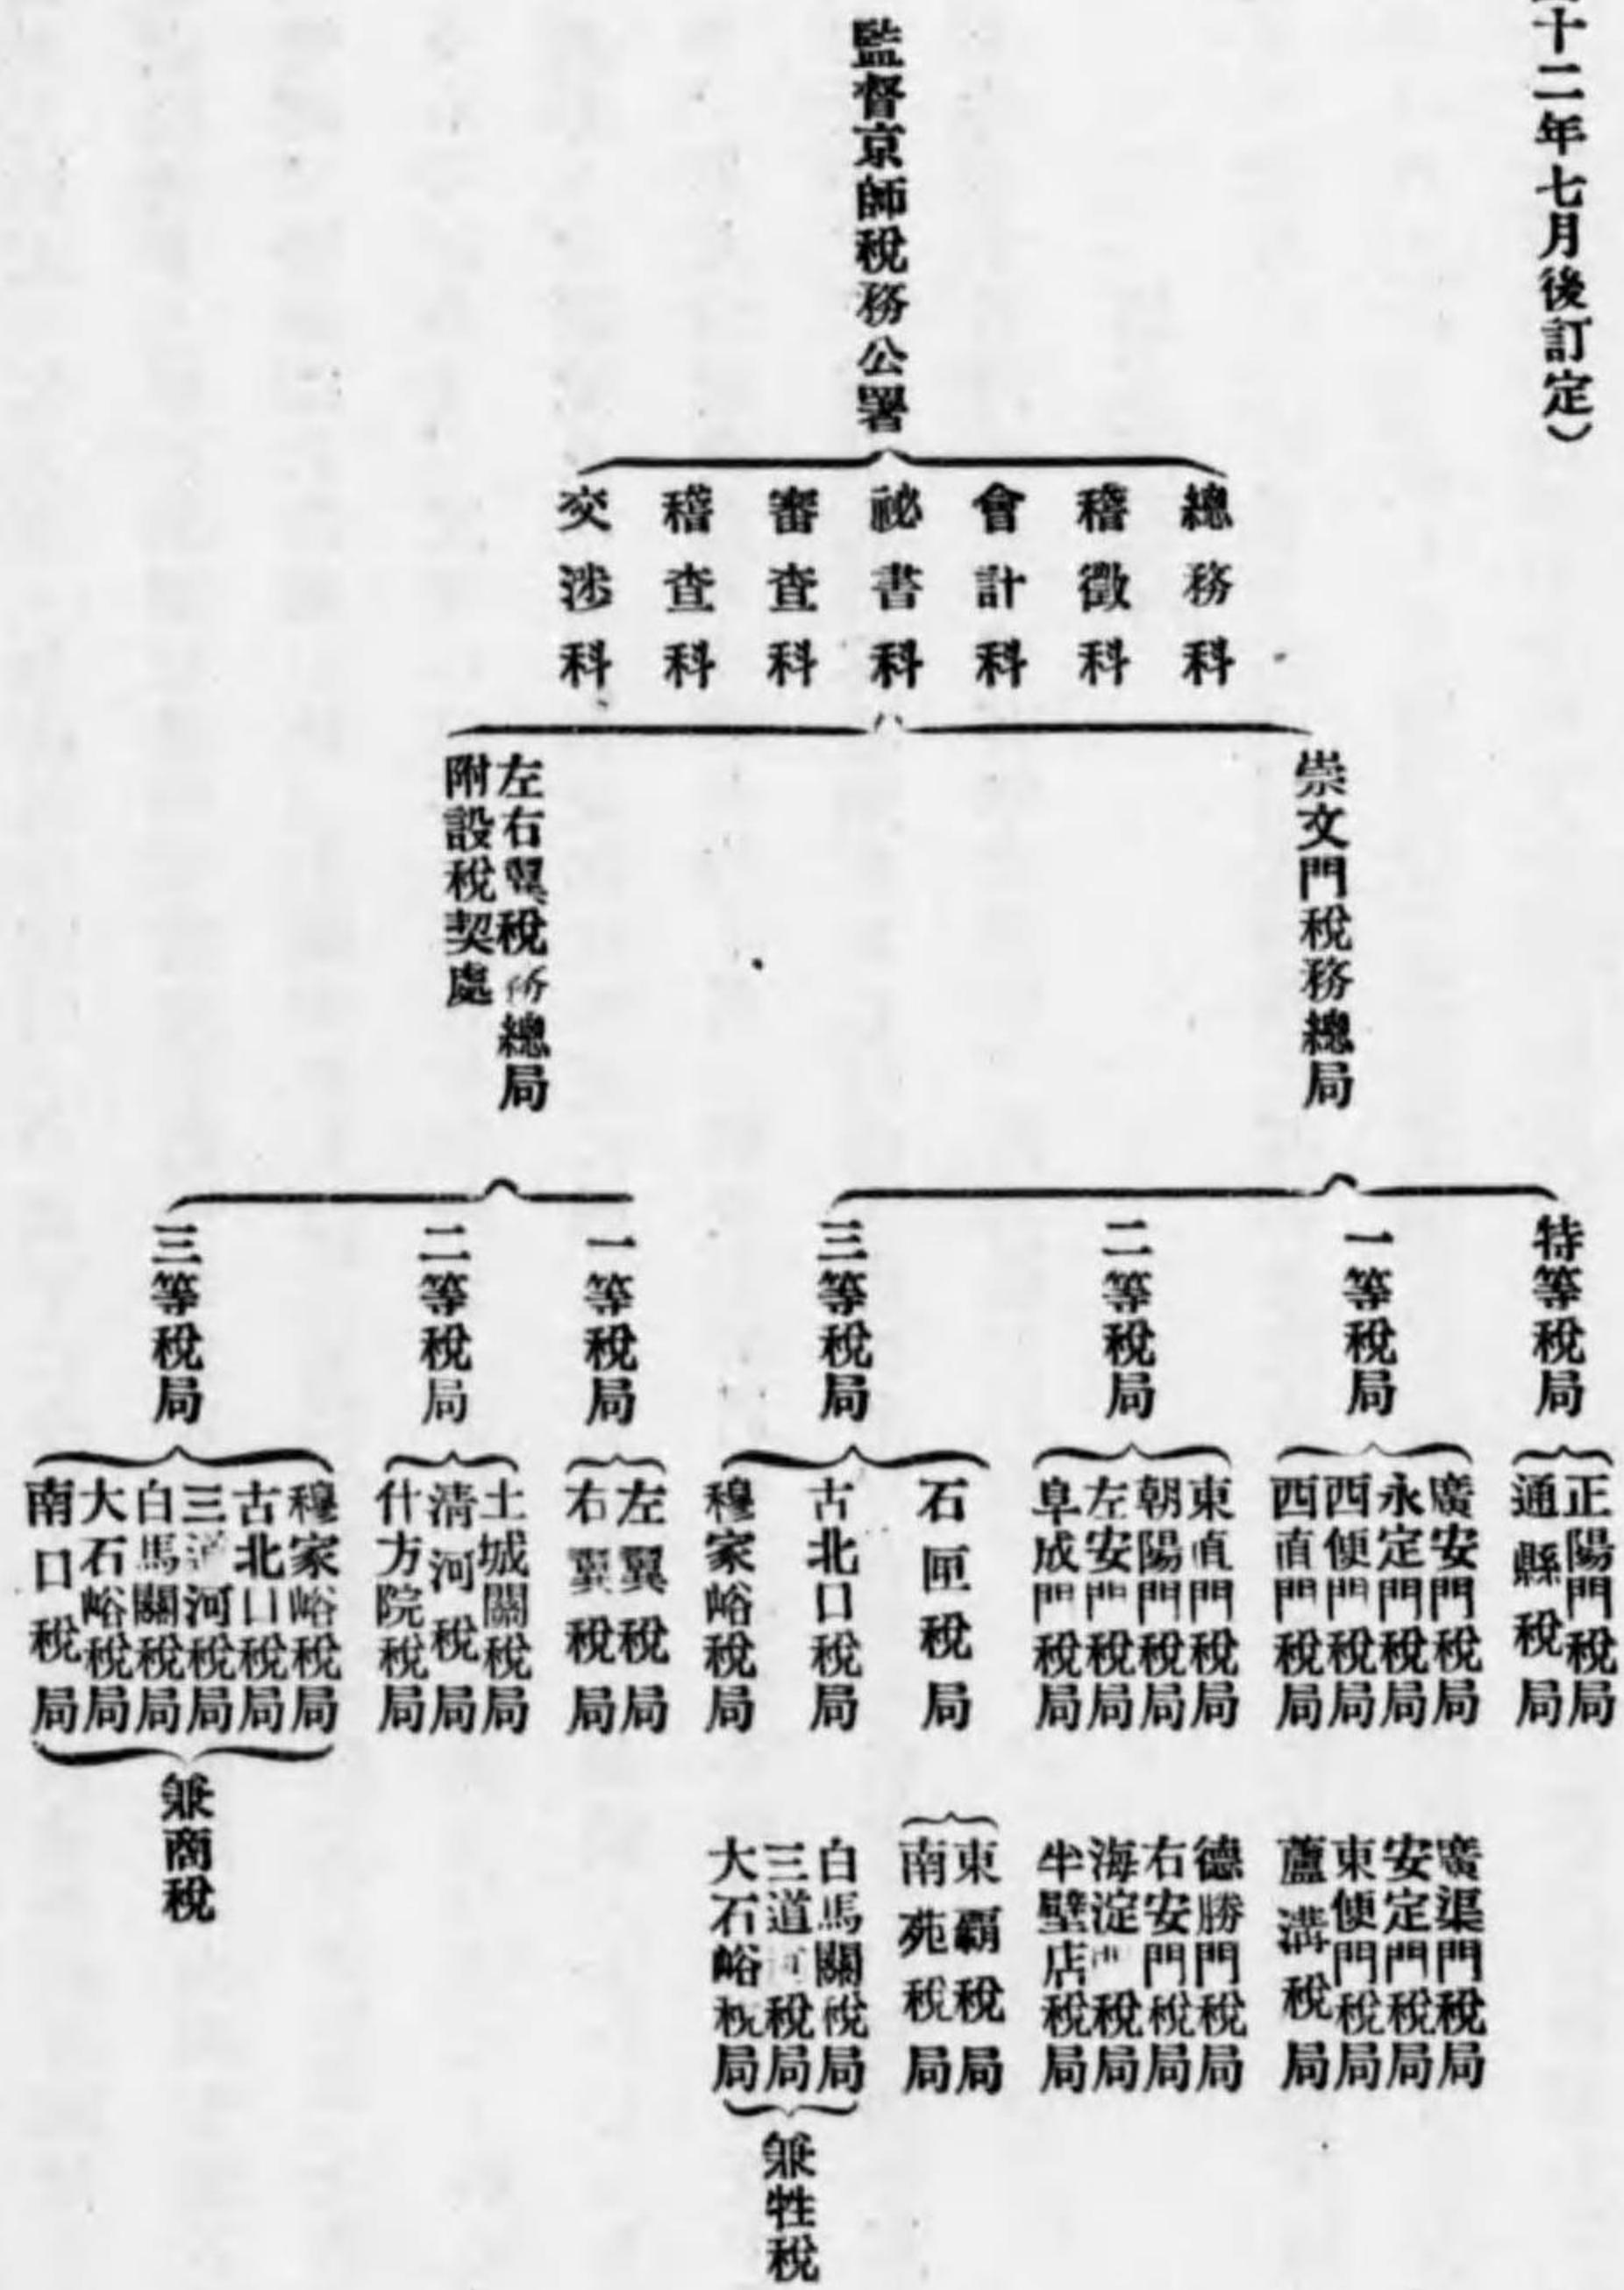 十二年七月後訂定）
監督京師稅務公署
總務科
稽徵科
會計科
祕書科
審查科
稽查科
交涉科
崇文門稅務總局
左右翼稅務總局
附設稅契處
特等稅局
正陽門稅局
通縣稅局
一等稅局
廣安門稅局
永定門稅局
西便門稅局
西直門稅局
廣渠門稅局
安定門稅局
東便門稅局
蘆溝稅局
二等稅局
東直門稅局
朝陽門稅局
左安門稅局
阜成門稅局
德勝門稅局
右安門稅局
海淀門稅局
半壁店稅局
三等稅局
石匣稅局
古北口稅局
穆家峪稅局
東覇稅局
南苑稅局
白馬關稅局
三道河稅局
大石峪稅局
兼牲稅
一等稅局
左翼稅局
右翼稅局
二等稅局
土城關稅局
清河稅局
什方院稅局
三等稅局
穆家峪稅局
古北口稅局
三道河稅局
白馬關稅局
大石峪稅局
南口稅局
兼商稅